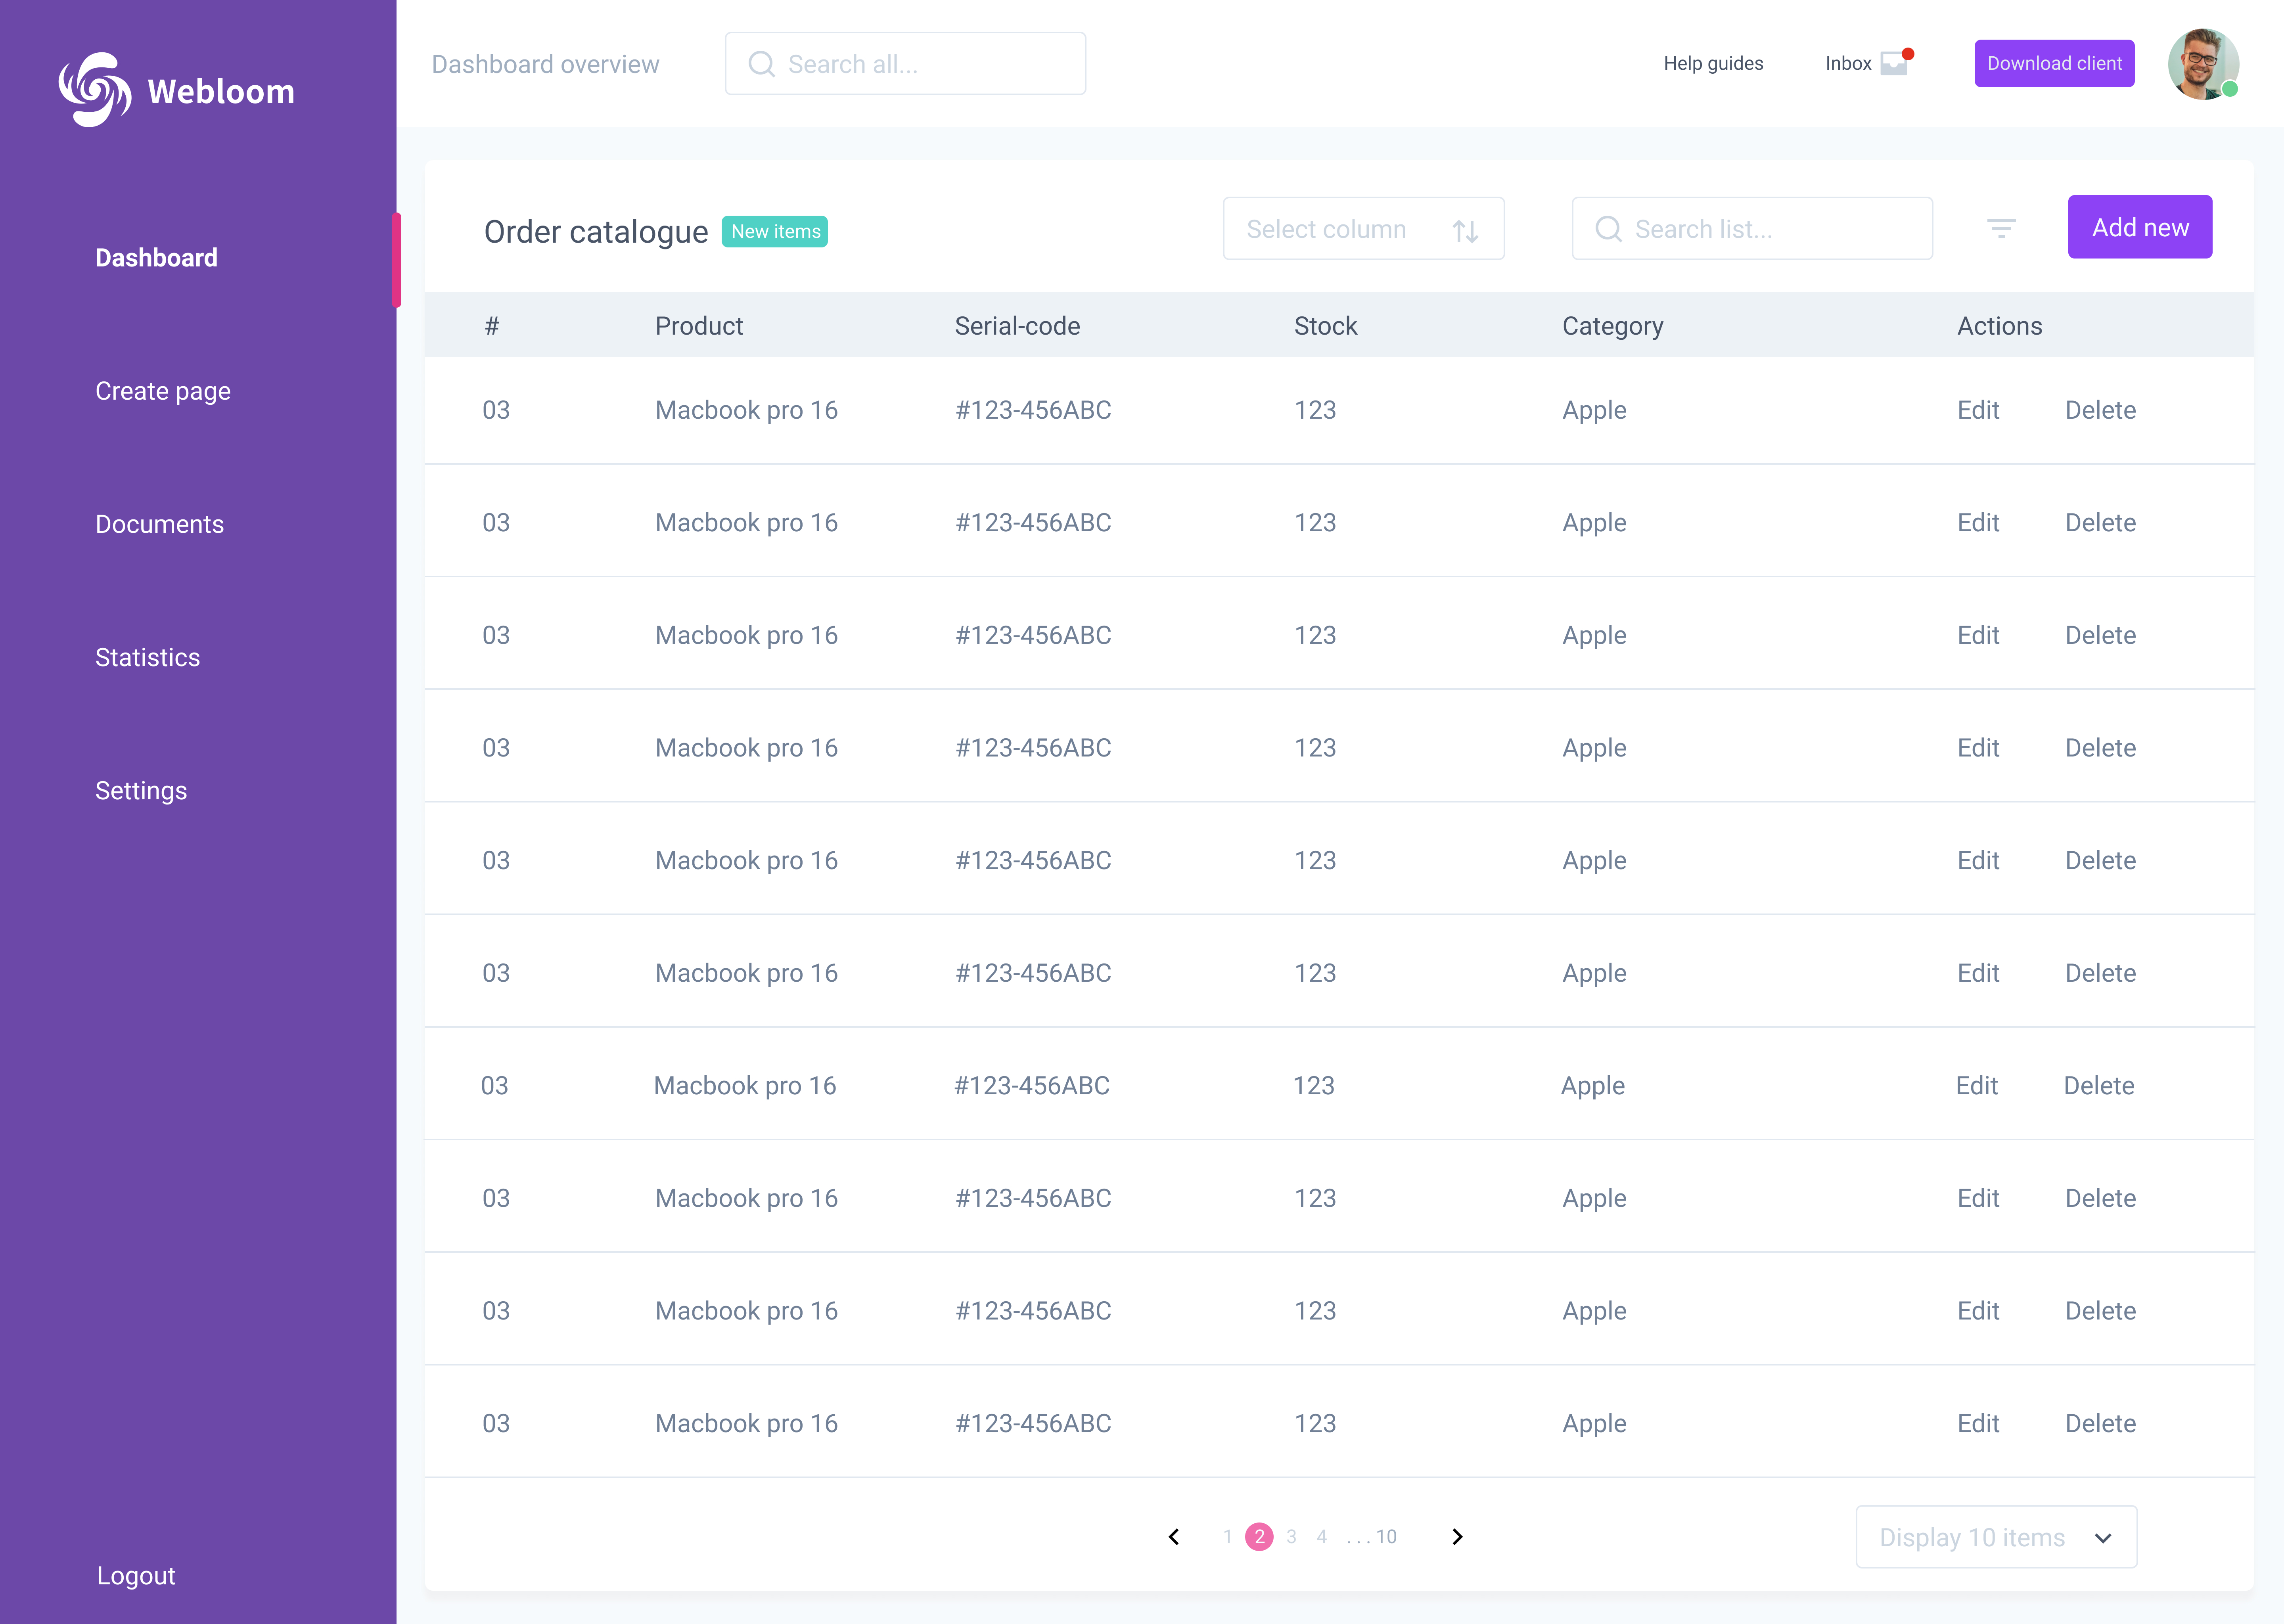 Webloom
Dashboard
Create page
Documents
Statistics
Settings
Logout
Dashboard overview
Search all...
Help guides
Inbox
Download client
Order catalogue
New items
Select column
Search list...
Add new
# Product Serial-code Stock Category Actions
03 Macbook pro 16 #123-456ABC 123 Apple Edit Delete
03 Macbook pro 16 #123-456ABC 123 Apple Edit Delete
03 Macbook pro 16 #123-456ABC 123 Apple Edit Delete
03 Macbook pro 16 #123-456ABC 123 Apple Edit Delete
03 Macbook pro 16 #123-456ABC 123 Apple Edit Delete
03 Macbook pro 16 #123-456ABC 123 Apple Edit Delete
03 Macbook pro 16 #123-456ABC 123 Apple Edit Delete
03 Macbook pro 16 #123-456ABC 123 Apple Edit Delete
03 Macbook pro 16 #123-456ABC 123 Apple Edit Delete
03 Macbook pro 16 #123-456ABC 123 Apple Edit Delete
1 2 3 4 ... 10
Display 10 items